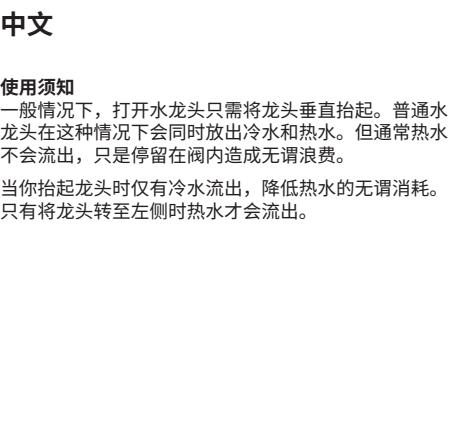 中文
使用须知
一般情况下，打开水龙头只需将龙头垂直抬起。普通水
龙头在这种情况下会同时放出冷水和热水。但通常热水
不会流出，只是停留在阀内造成无谓浪费。
当你抬起龙头时仅有冷水流出，降低热水的无谓消耗。
只有将龙头转至左侧时热水才会流出。